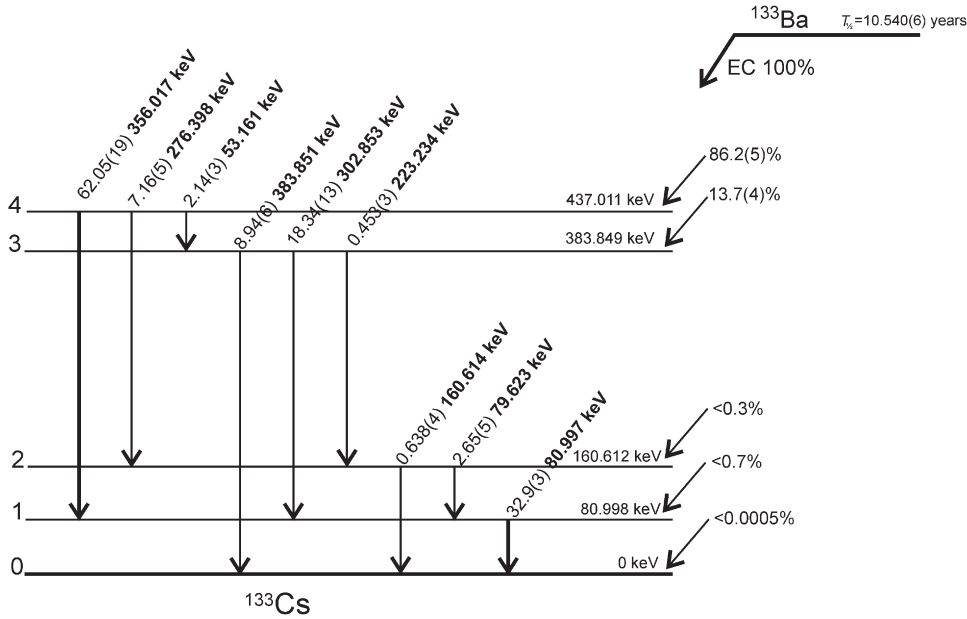 ¹³³Ba T½=10.540(6) years
EC 100%
62.05(19) 356.017 keV
7.16(5) 276.398 keV
2.14(3) 53.161 keV
8.94(6) 383.851 keV
18.34(13) 302.853 keV
0.453(3) 223.234 keV
86.2(5)%
13.7(4)%
4 437.011 keV
3 383.849 keV
0.638(4) 160.614 keV
2.65(5) 79.623 keV
32.9(3) 80.997 keV
<0.3%
2 160.612 keV
<0.7%
1 80.998 keV
<0.0005%
0 0 keV
¹³³Cs